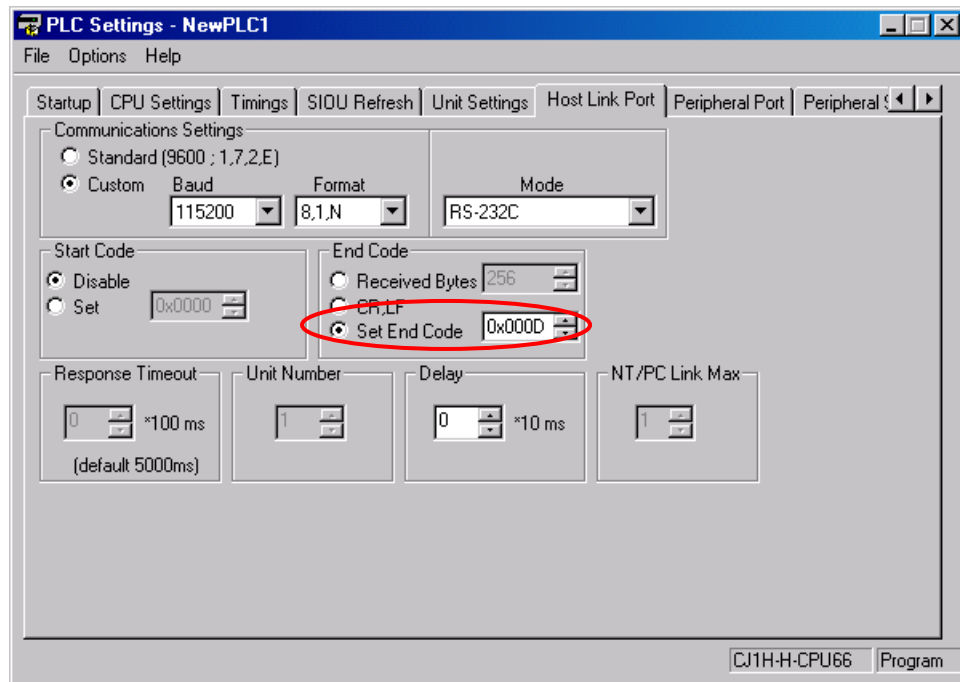 PLC Settings - NewPLC1
File Options Help
Startup CPU Settings Timings SIOU Refresh Unit Settings Host Link Port Peripheral Port Peripheral
Communications Settings
Standard (9600 ; 1,7,2,E)
Custom Baud Format Mode
115200 8,1,N RS-232C
Start Code End Code
Disable Received Bytes 256
Set 0x0000 CR,LF
Set End Code 0x000D
Response Timeout Unit Number Delay NT/PC Link Max
0 *100 ms 1 0 *10 ms 1
(default 5000ms)
CJ1H-H-CPU66 Program